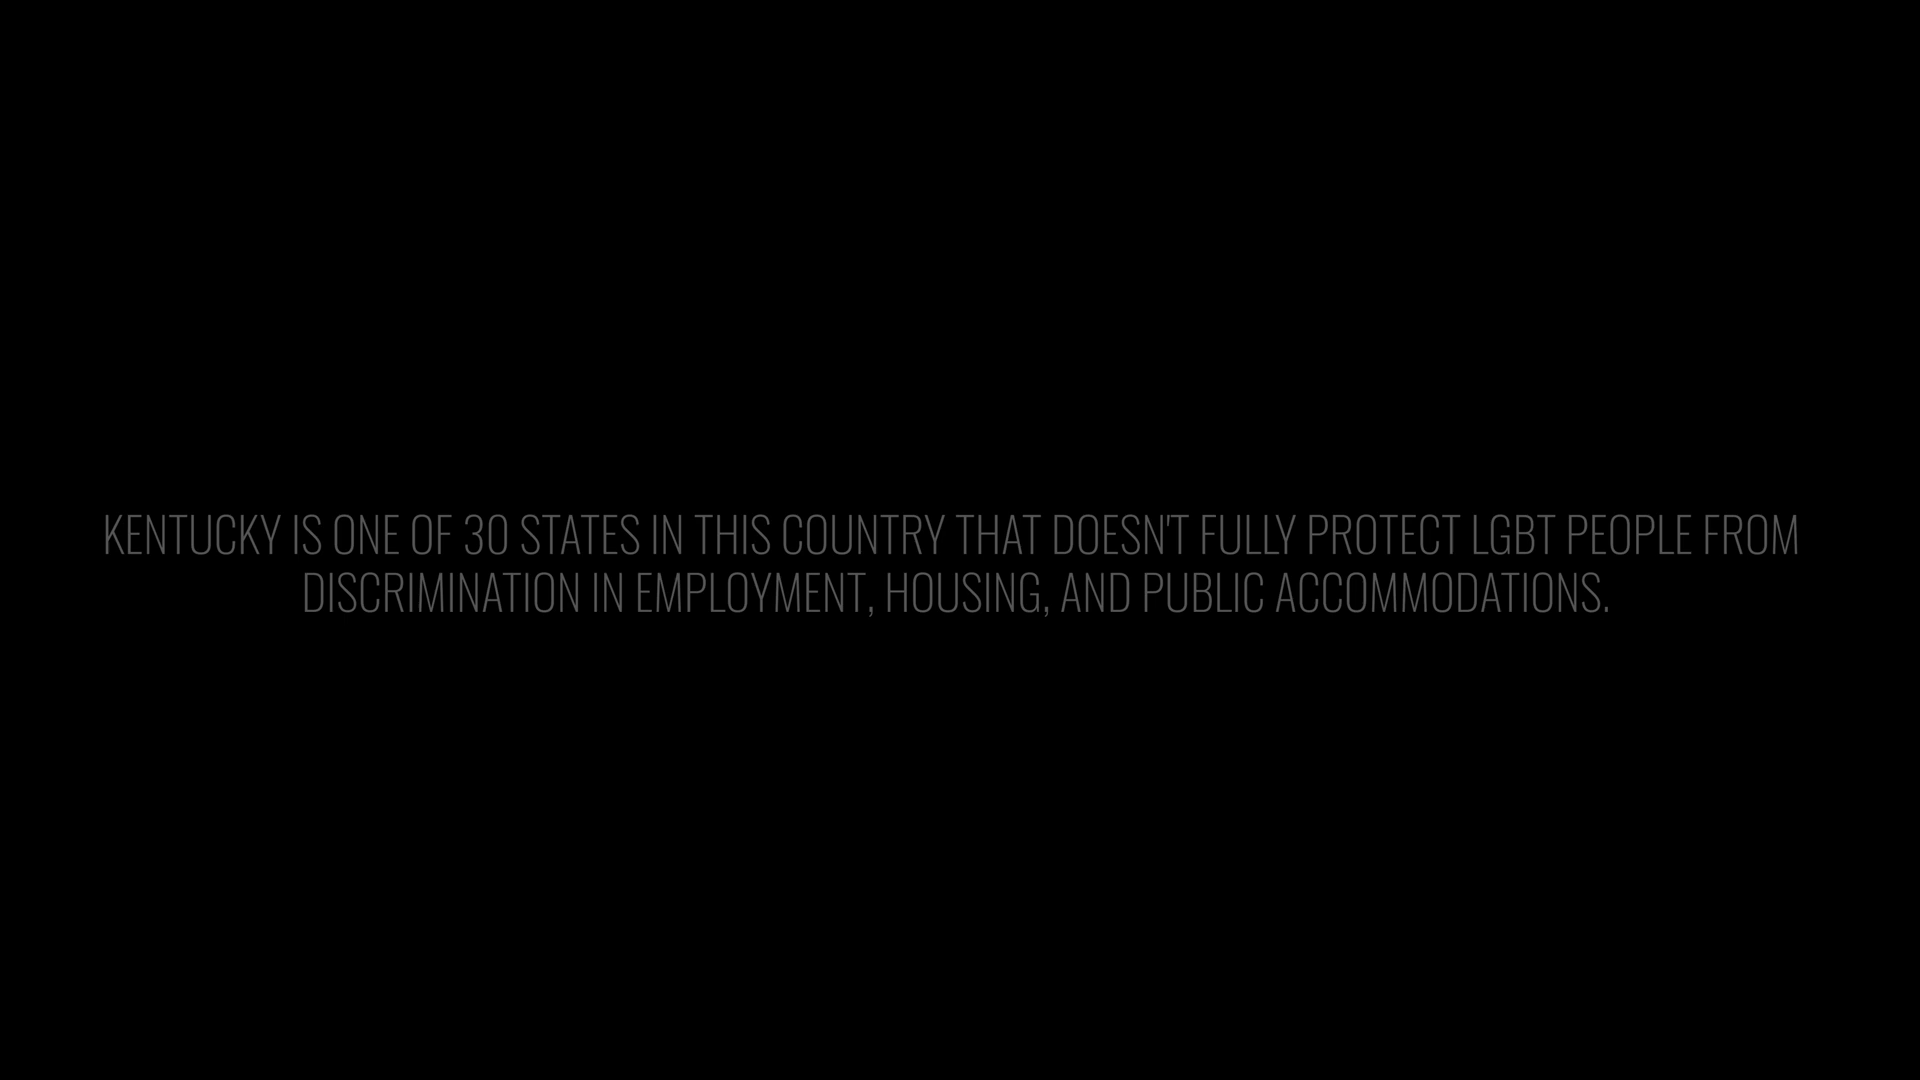 KENTUCKY IS ONE OF 30 STATES IN THIS COUNTRY THAT DOESN'T FULLY PROTECT LGBT PEOPLE FROM
DISCRIMINATION IN EMPLOYMENT, HOUSING, AND PUBLIC ACCOMMODATIONS.